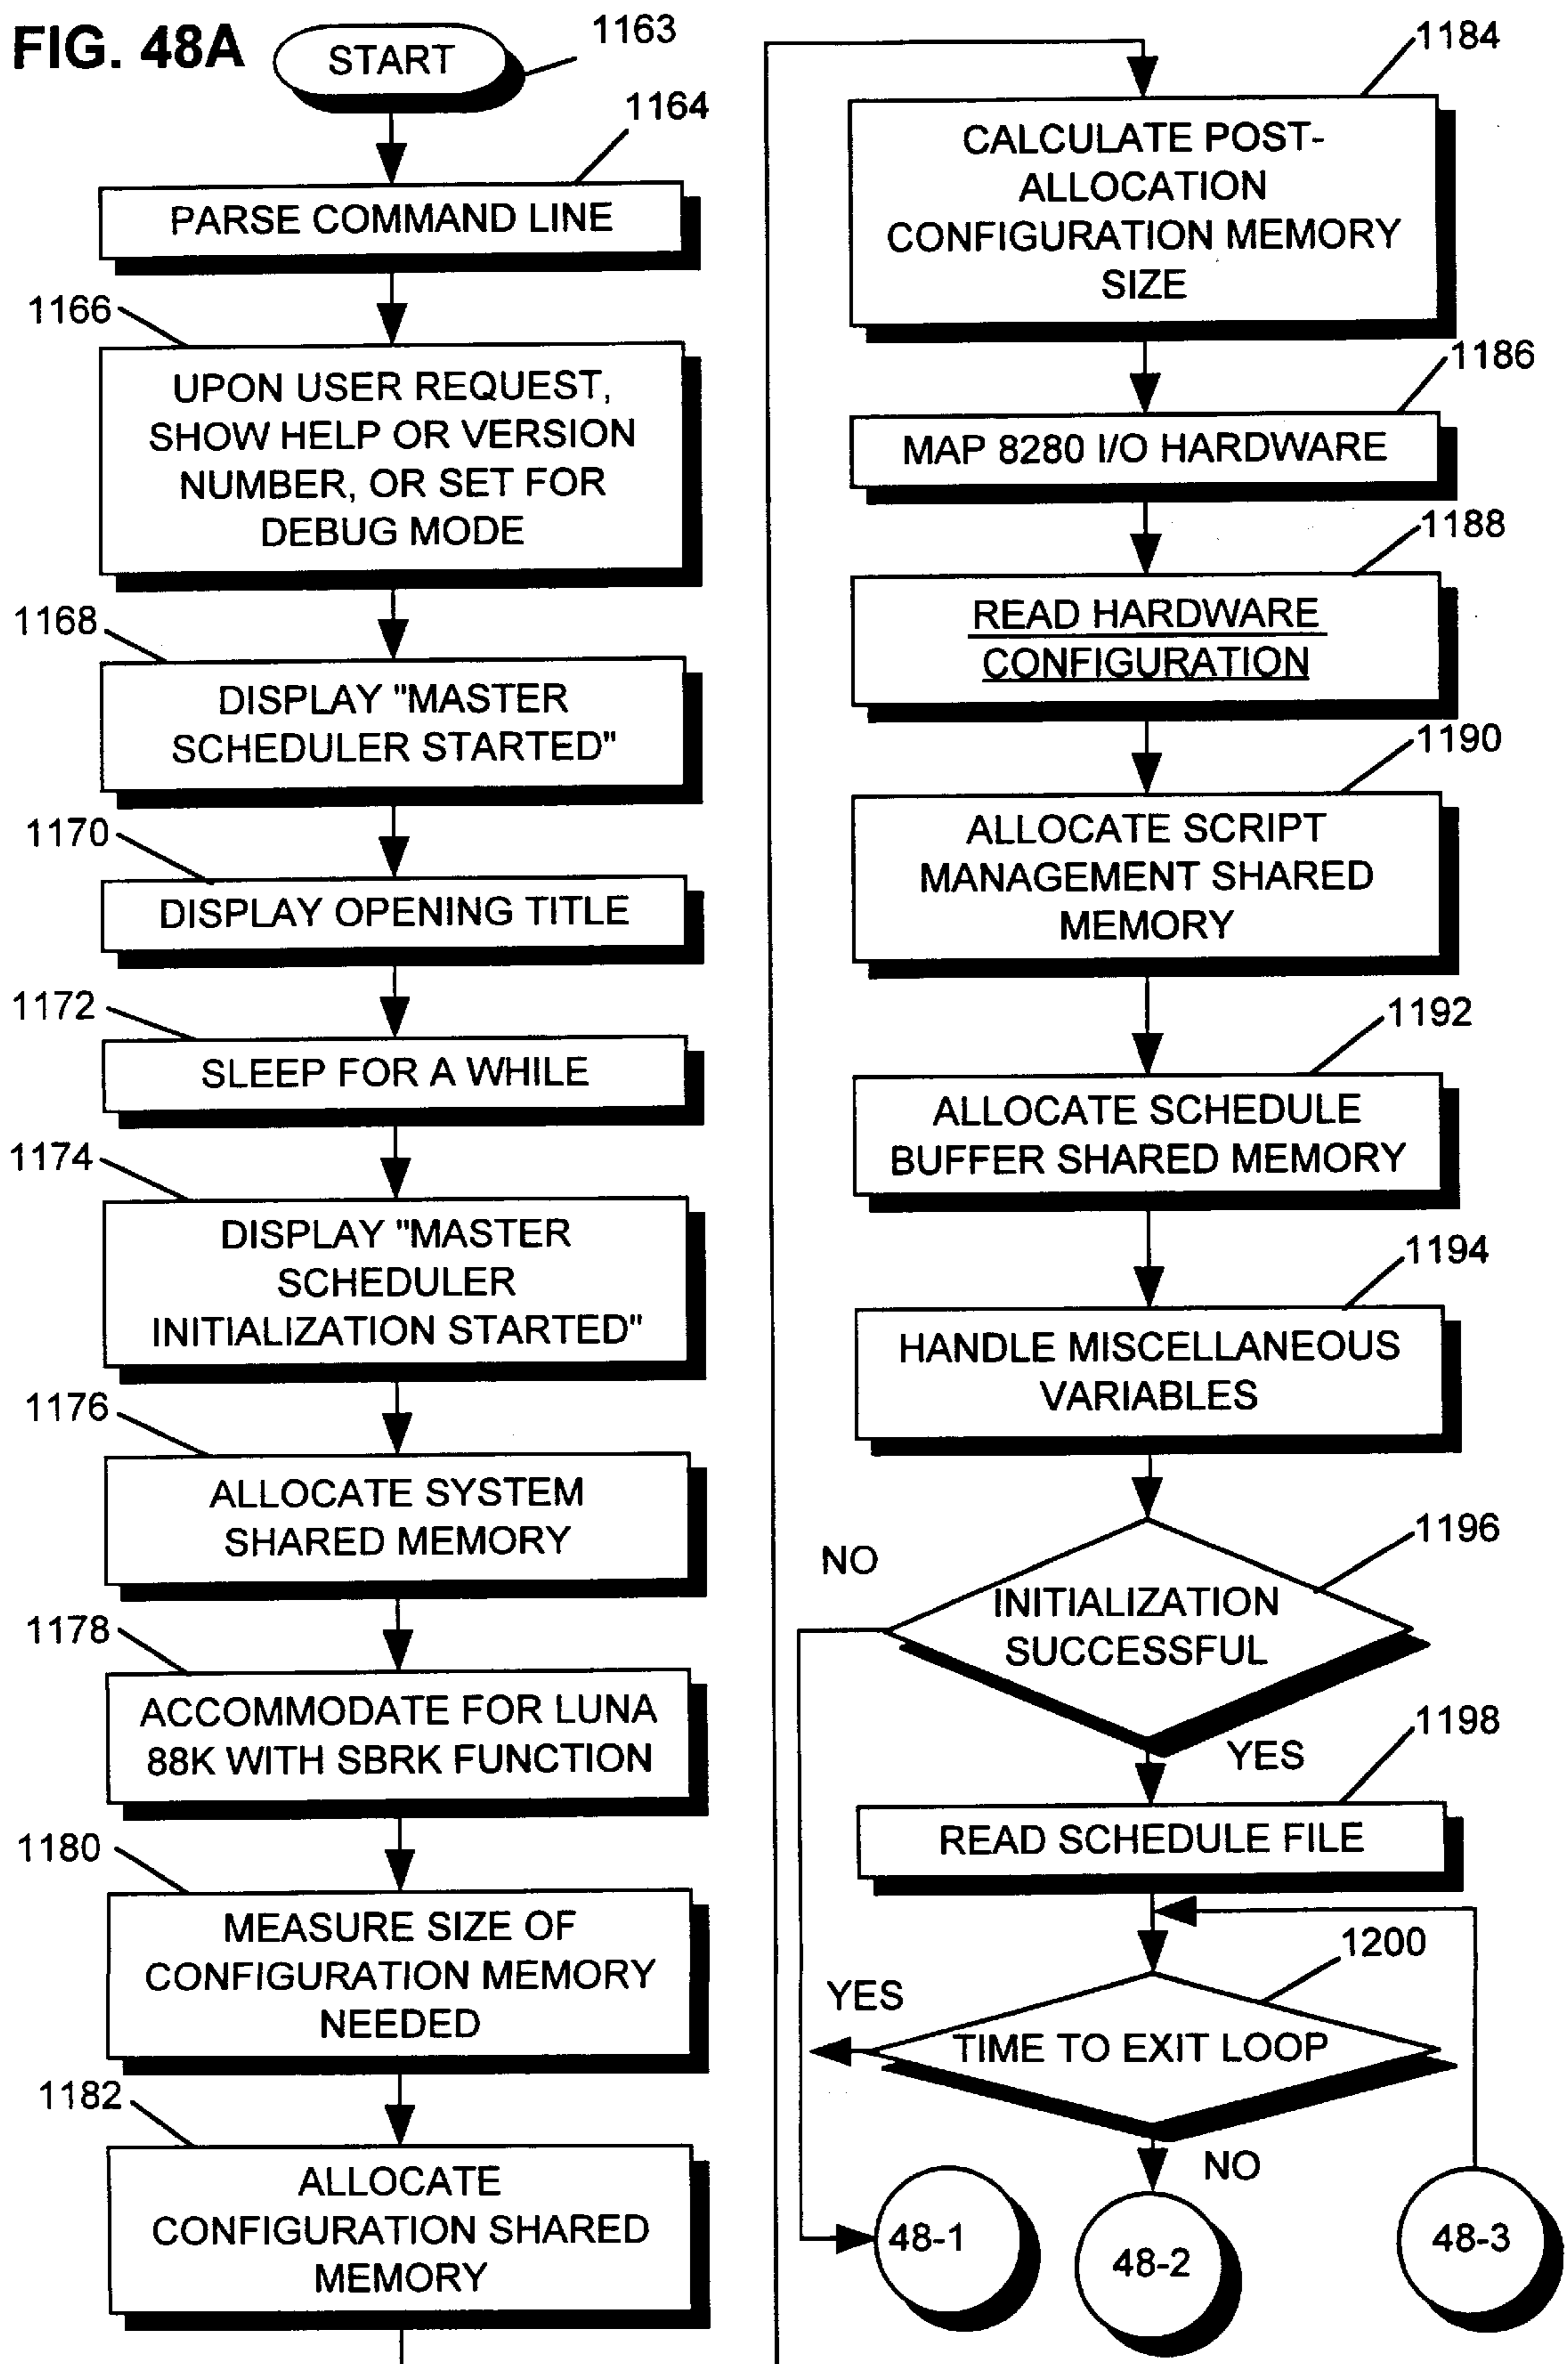 FIG. 48A
START
1163
1164
PARSE COMMAND LINE
1166
UPON USER REQUEST,
SHOW HELP OR VERSION
NUMBER, OR SET FOR
DEBUG MODE
1168
DISPLAY "MASTER
SCHEDULER STARTED"
1170
DISPLAY OPENING TITLE
1172
SLEEP FOR A WHILE
1174
DISPLAY "MASTER
SCHEDULER
INITIALIZATION STARTED"
1176
ALLOCATE SYSTEM
SHARED MEMORY
1178
ACCOMMODATE FOR LUNA
88K WITH SBRK FUNCTION
1180
MEASURE SIZE OF
CONFIGURATION MEMORY
NEEDED
1182
ALLOCATE
CONFIGURATION SHARED
MEMORY
1184
CALCULATE POST-
ALLOCATION
CONFIGURATION MEMORY
SIZE
1186
MAP 8280 I/O HARDWARE
1188
READ HARDWARE
CONFIGURATION
1190
ALLOCATE SCRIPT
MANAGEMENT SHARED
MEMORY
1192
ALLOCATE SCHEDULE
BUFFER SHARED MEMORY
1194
HANDLE MISCELLANEOUS
VARIABLES
1196
NO
INITIALIZATION
SUCCESSFUL
YES
1198
READ SCHEDULE FILE
1200
YES
TIME TO EXIT LOOP
NO
48-1
48-2
48-3